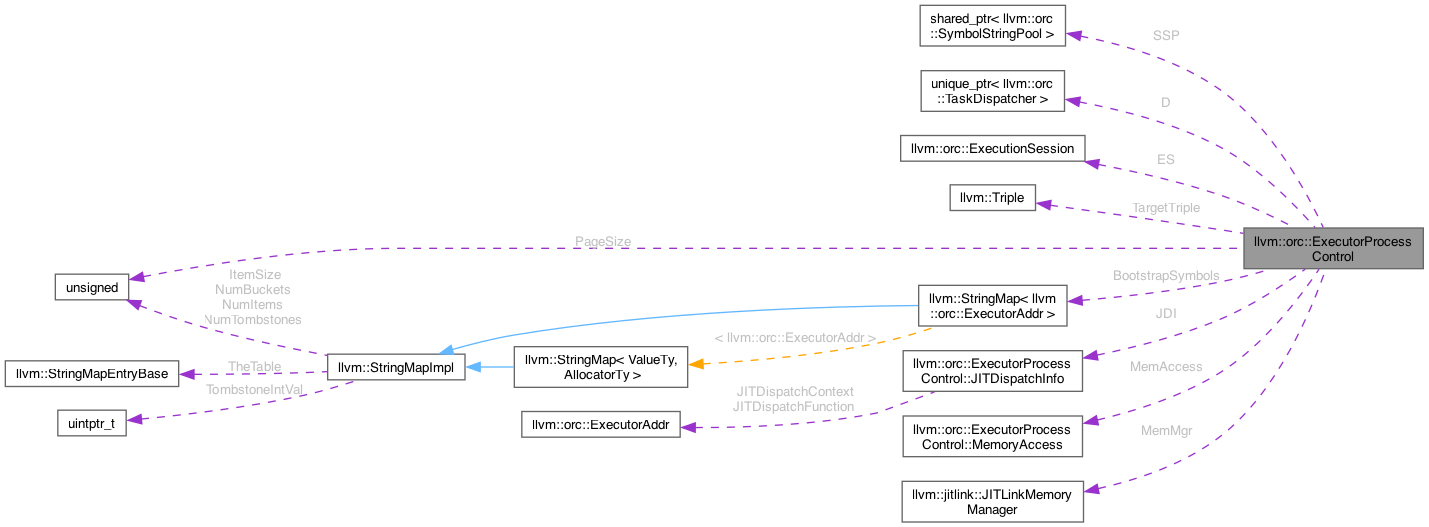 shared_ptr< llvm::orc
::SymbolStringPool >
SSP
unique_ptr< llvm::orc
::TaskDispatcher >
D
llvm::orc::ExecutionSession
ES
llvm::Triple
TargetTriple
llvm::orc::ExecutorProcess
Control
PageSize
unsigned
ItemSize
NumBuckets
NumItems
NumTombstones
BootstrapSymbols
llvm::StringMap< llvm
::orc::ExecutorAddr >
JDI
< llvm::orc::ExecutorAddr >
llvm::StringMap< ValueTy,
AllocatorTy >
llvm::StringMapImpl
TheTable
llvm::StringMapEntryBase
TombstoneIntVal
uintptr_t
llvm::orc::ExecutorProcess
Control::JITDispatchInfo
MemAccess
JITDispatchContext
JITDispatchFunction
llvm::orc::ExecutorAddr
llvm::orc::ExecutorProcess
Control::MemoryAccess
MemMgr
llvm::jitlink::JITLinkMemory
Manager